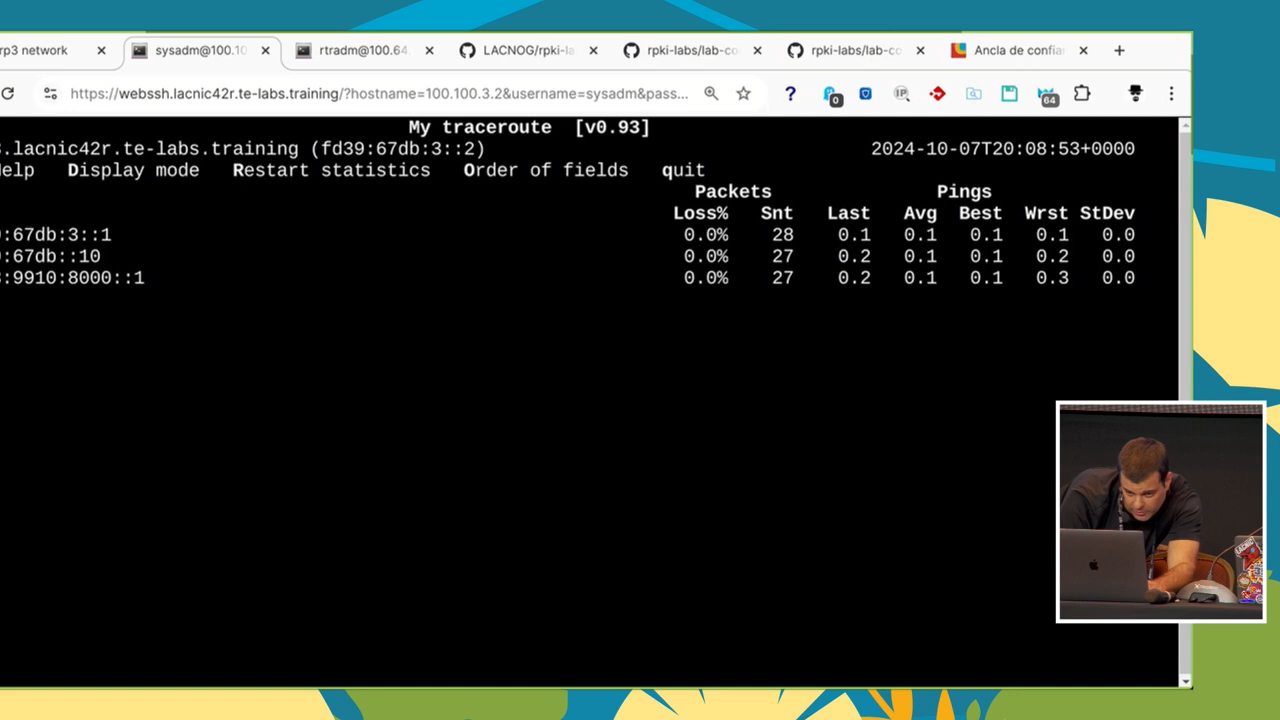 rp3 network
sysadm@100.10
rtradm@100.64.
LACNOG/rpki-la
rpki-labs/lab-co
rpki-labs/lab-co
Ancla de confia
https://webssh.lacnic42r.te-labs.training/?hostname=100.100.3.2&username=sysadm&pass...
0
64
My traceroute [v0.93]
.lacnic42r.te-labs.training (fd39:67db:3::2) 2024-10-07T20:08:53+0000
elp Display mode Restart statistics Order of fields quit
Packets Pings
Loss% Snt Last Avg Best Wrst StDev
:67db:3::1 0.0% 28 0.1 0.1 0.1 0.1 0.0
:67db::10 0.0% 27 0.2 0.1 0.1 0.2 0.0
:9910:8000::1 0.0% 27 0.2 0.1 0.1 0.3 0.0
LACNIC